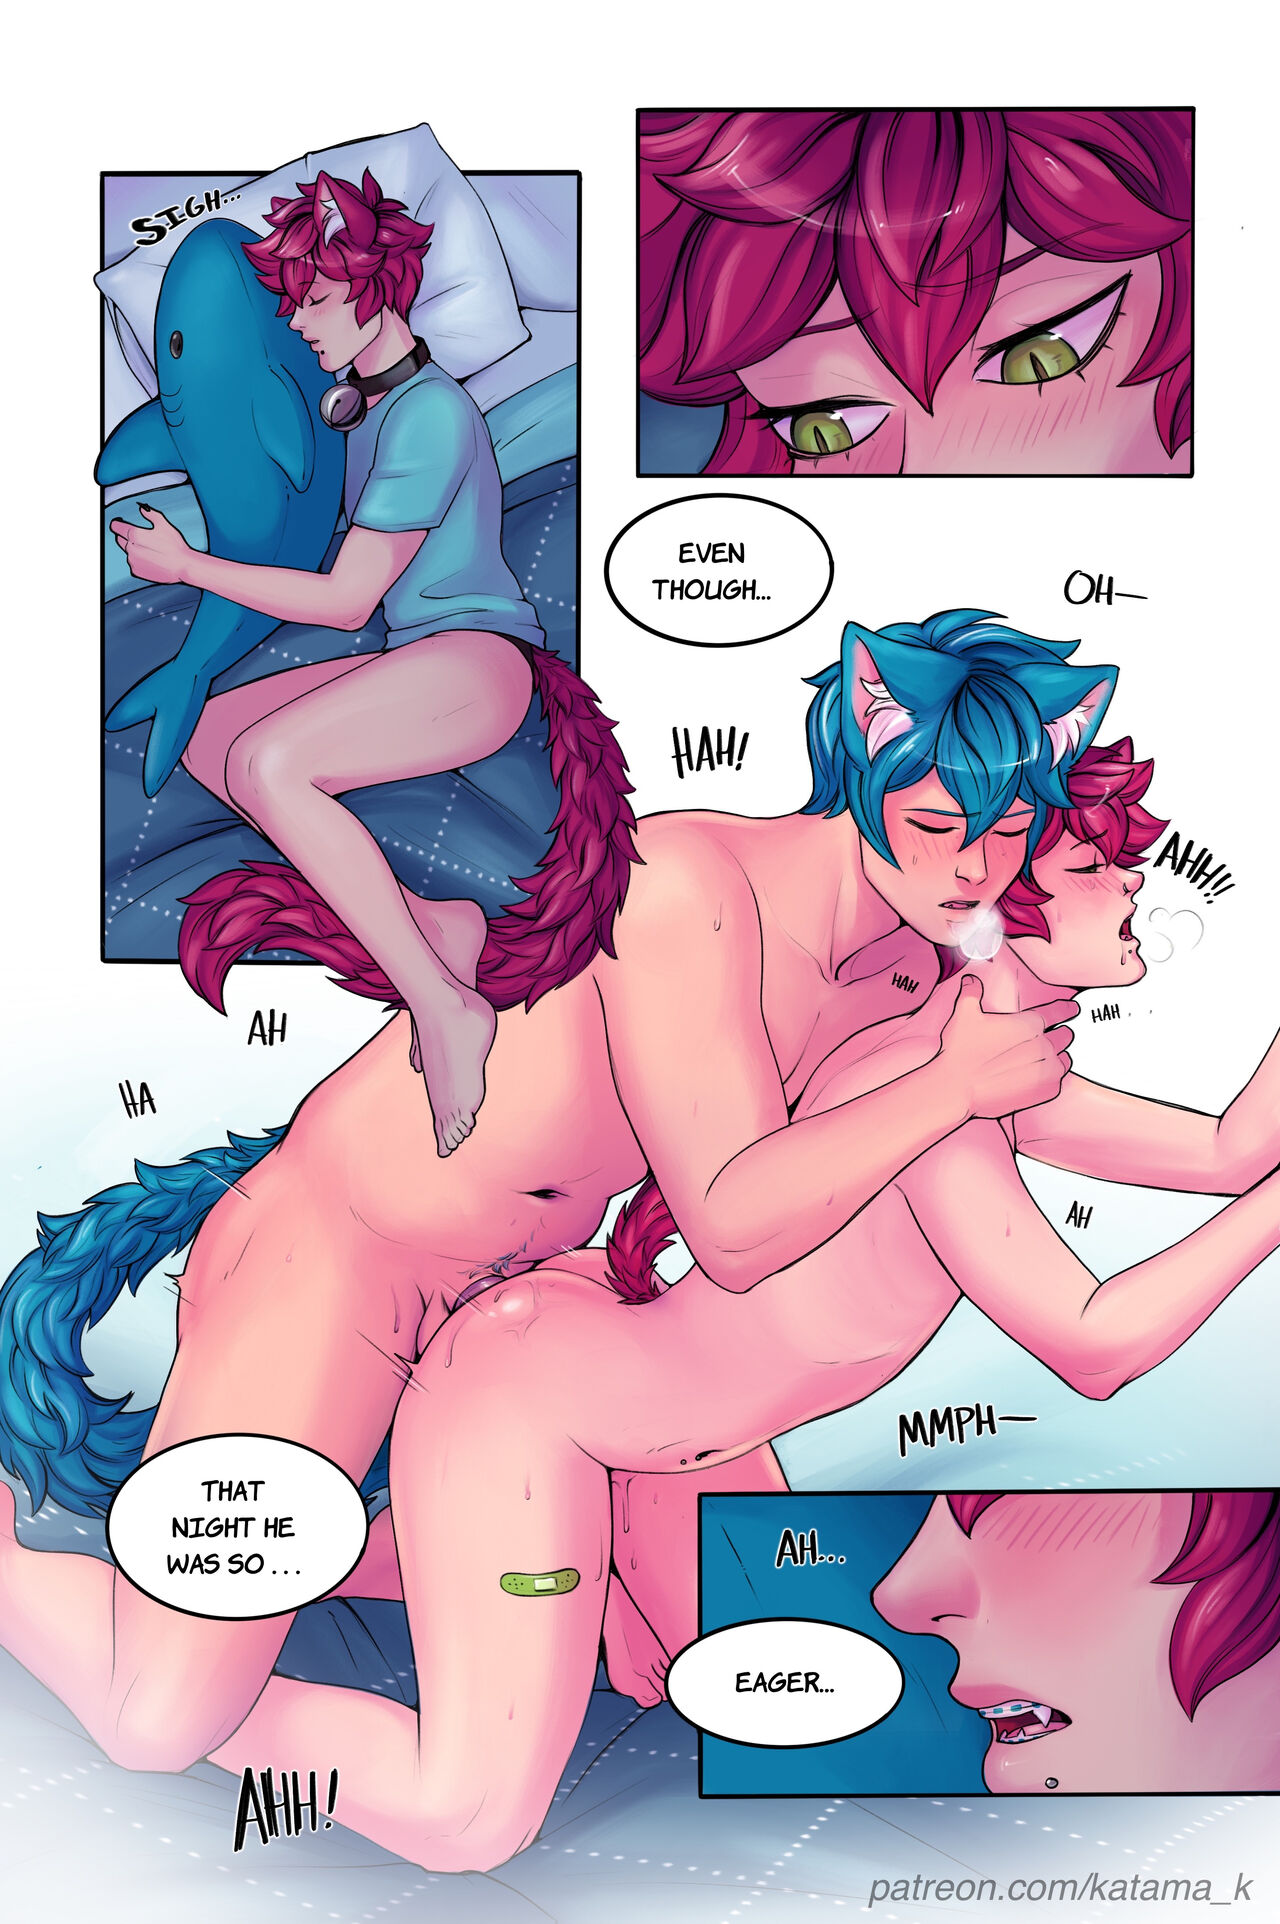 SIGH...
EVEN
THOUGH...
OH—
HAH!
AHH!!
HAH
HAH
AH
HA
AH
MMPH—
THAT
NIGHT HE
WAS SO . . .
AH...
EAGER...
AHH!
patreon.com/katama_k